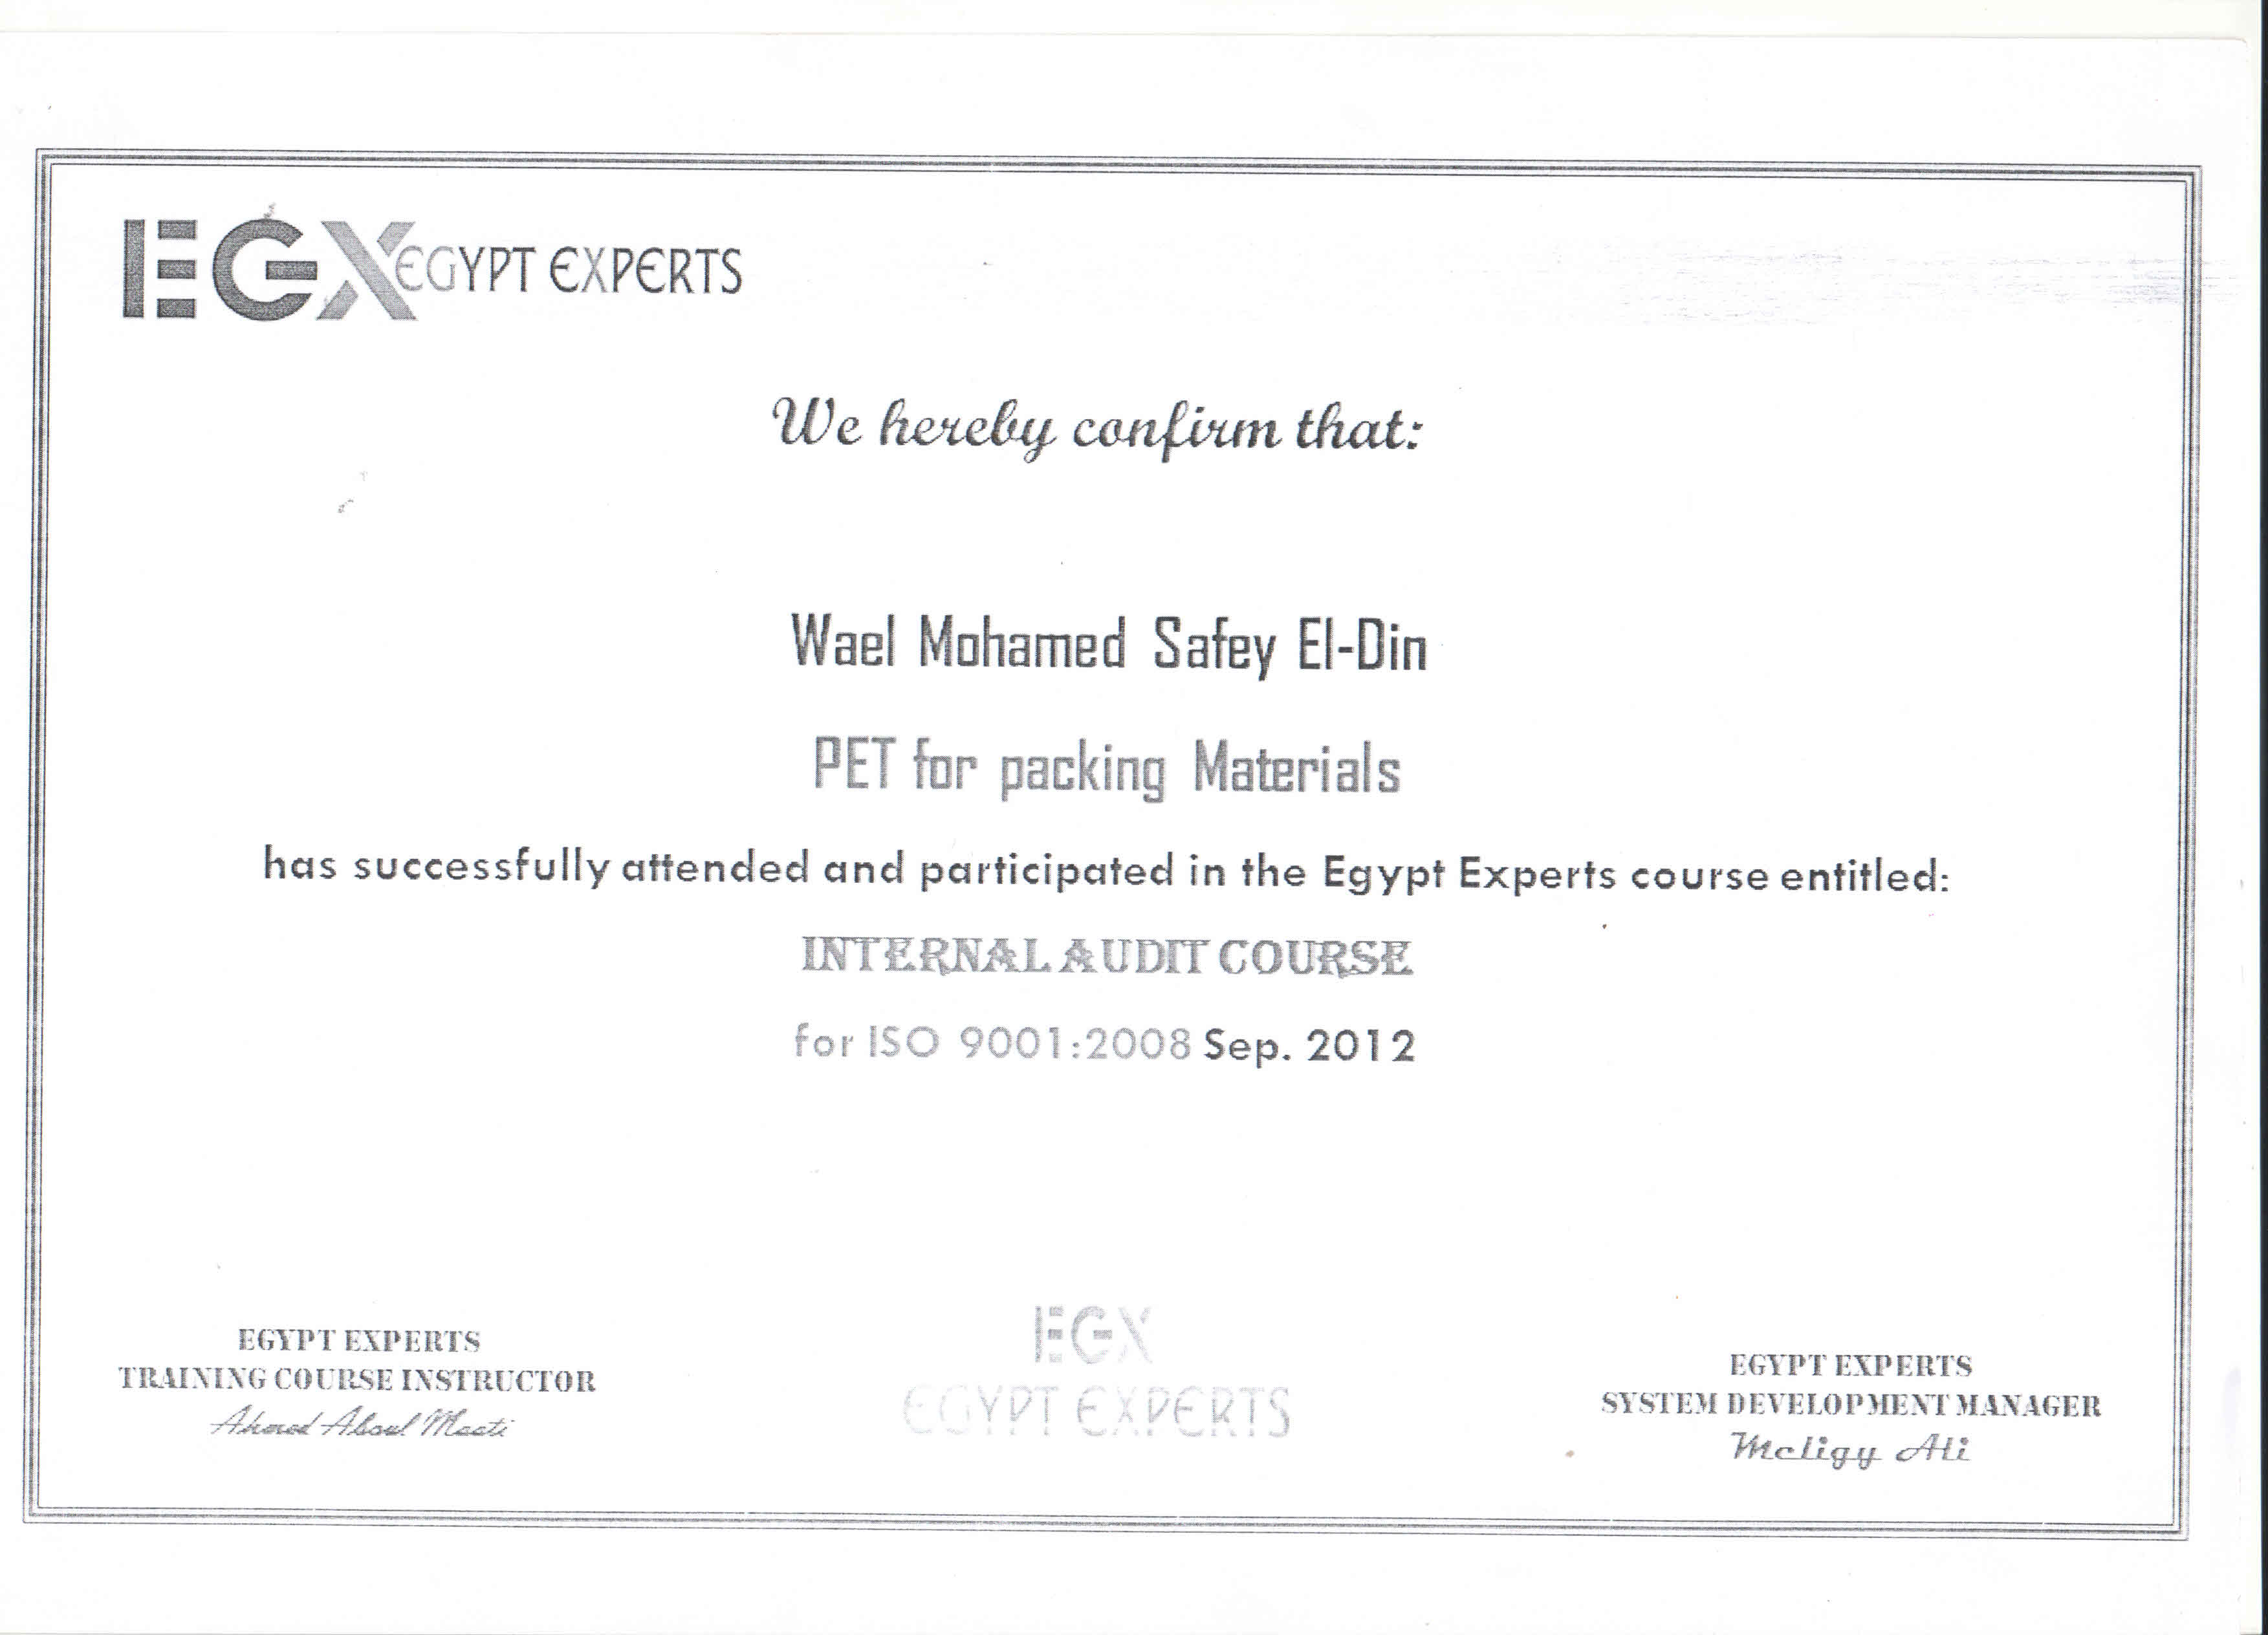 EGX EGYPT EXPERTS
We hereby confirm that:
Wael Mohamed Safey El-Din
PET for packing Materials
has successfully attended and participated in the Egypt Experts course entitled:
INTERNAL AUDIT COURSE
for ISO 9001:2008 Sep. 2012
EGYPT EXPERTS
TRAINING COURSE INSTRUCTOR
Ahmed Aboul Maati
EGX
EGYPT EXPERTS
EGYPT EXPERTS
SYSTEM DEVELOPMENT MANAGER
Meligy Ali